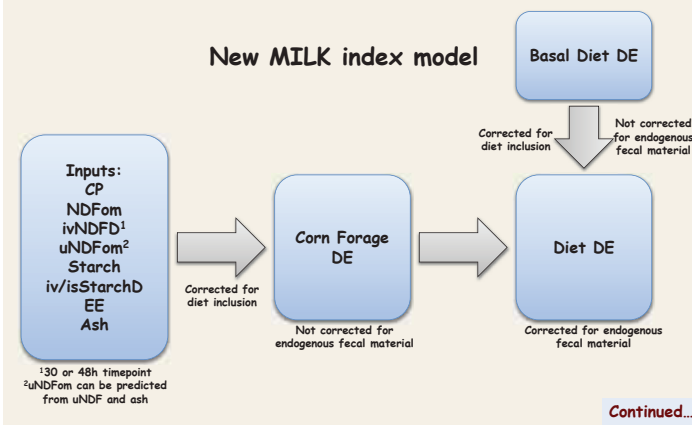 New MILK index model
Basal Diet DE
Corrected for
diet inclusion
Not corrected
for endogenous
fecal material
Inputs:
CP
NDFom
ivNDFD¹
uNDFom²
Starch
iv/isStarchD
EE
Ash
Corrected for
diet inclusion
Corn Forage
DE
Not corrected for
endogenous fecal material
Diet DE
Corrected for endogenous
fecal material
¹30 or 48h timepoint
²uNDFom can be predicted
from uNDF and ash
Continued…